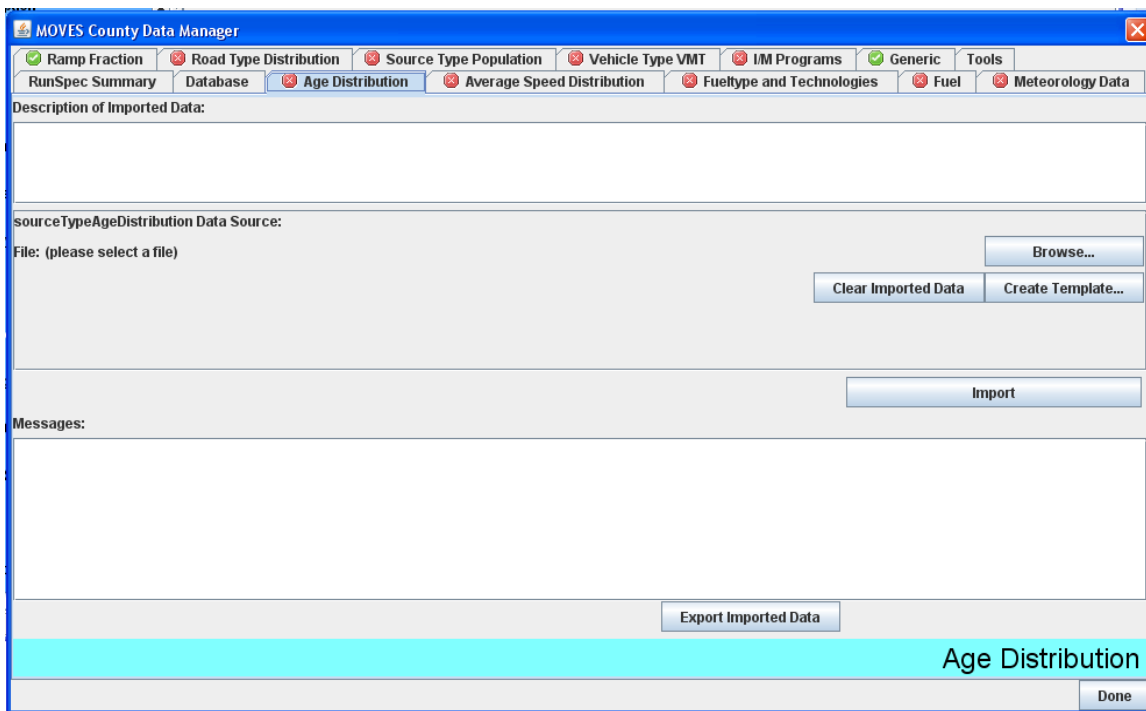 MOVES County Data Manager
Ramp Fraction Road Type Distribution Source Type Population Vehicle Type VMT I/M Programs Generic Tools
RunSpec Summary Database Age Distribution Average Speed Distribution Fueltype and Technologies Fuel Meteorology Data
Description of Imported Data:
sourceTypeAgeDistribution Data Source:
File: (please select a file) Browse...
Clear Imported Data Create Template...
Import
Messages:
Export Imported Data
Age Distribution
Done